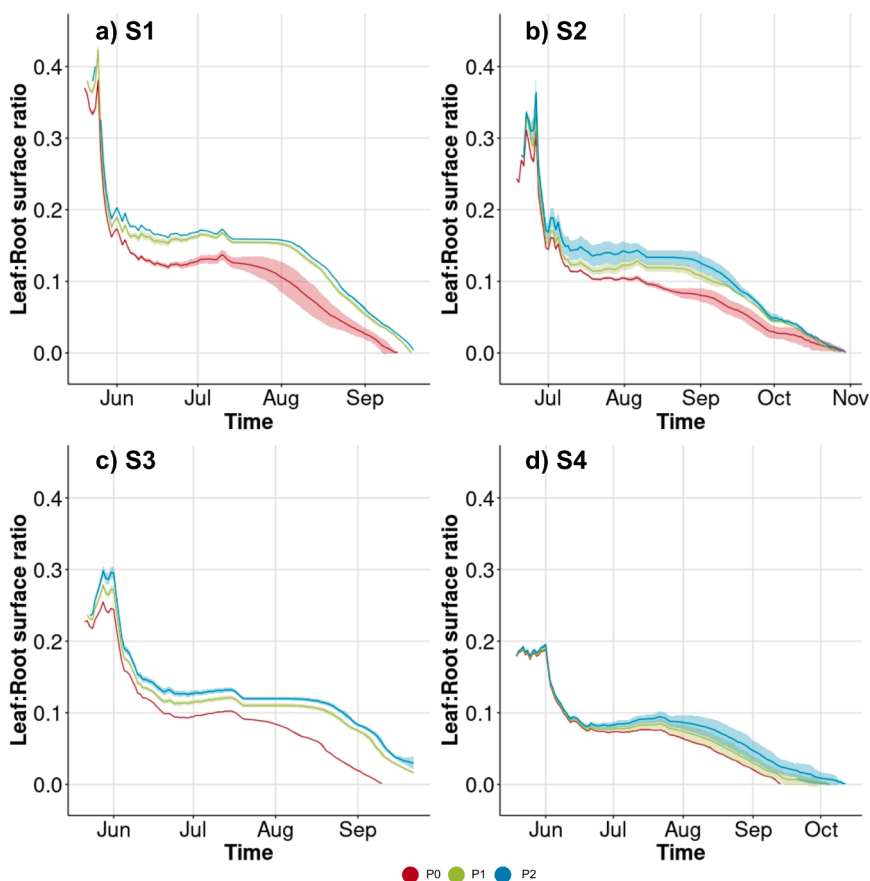 a) S1
Leaf:Root surface ratio
0.4
0.3
0.2
0.1
0.0
Jun Jul Aug Sep
Time
b) S2
Leaf:Root surface ratio
0.4
0.3
0.2
0.1
0.0
Jul Aug Sep Oct Nov
Time
c) S3
Leaf:Root surface ratio
0.4
0.3
0.2
0.1
0.0
Jun Jul Aug Sep
Time
d) S4
Leaf:Root surface ratio
0.4
0.3
0.2
0.1
0.0
Jun Jul Aug Sep Oct
Time
P0 P1 P2